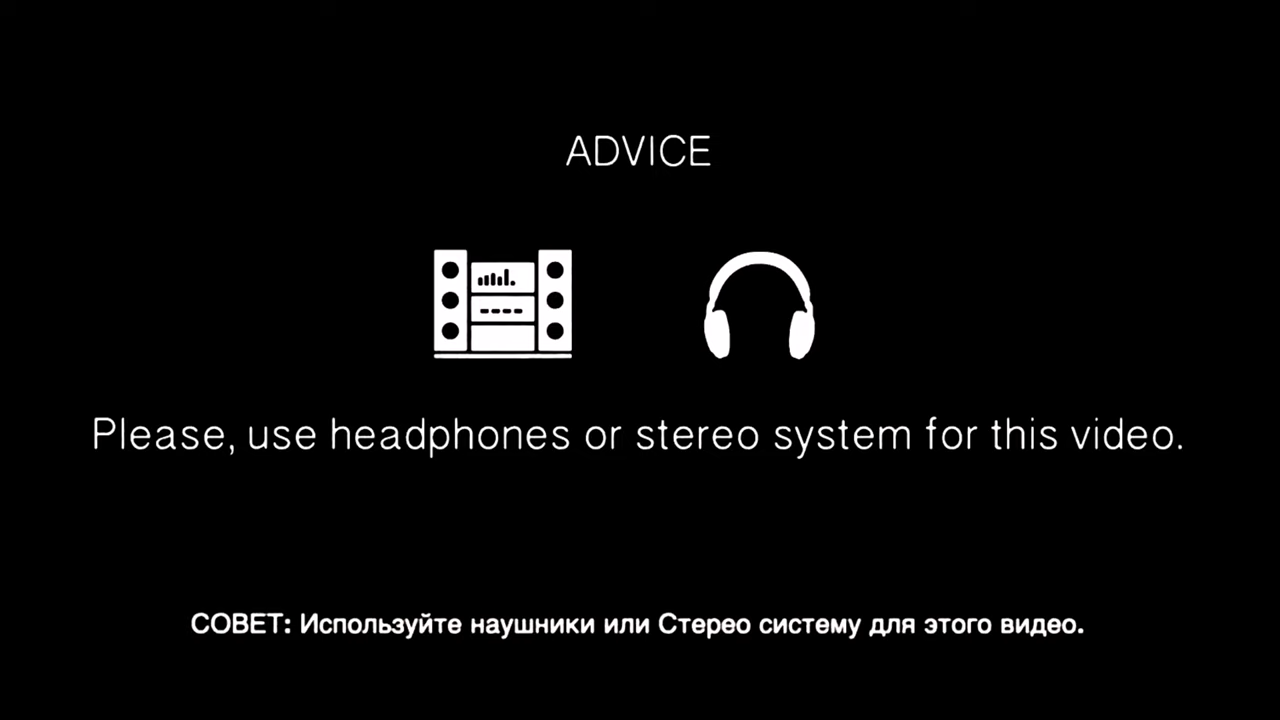 ADVICE
Please, use headphones or stereo system for this video.
СОВЕТ: Используйте наушники или Стерео систему для этого видео.